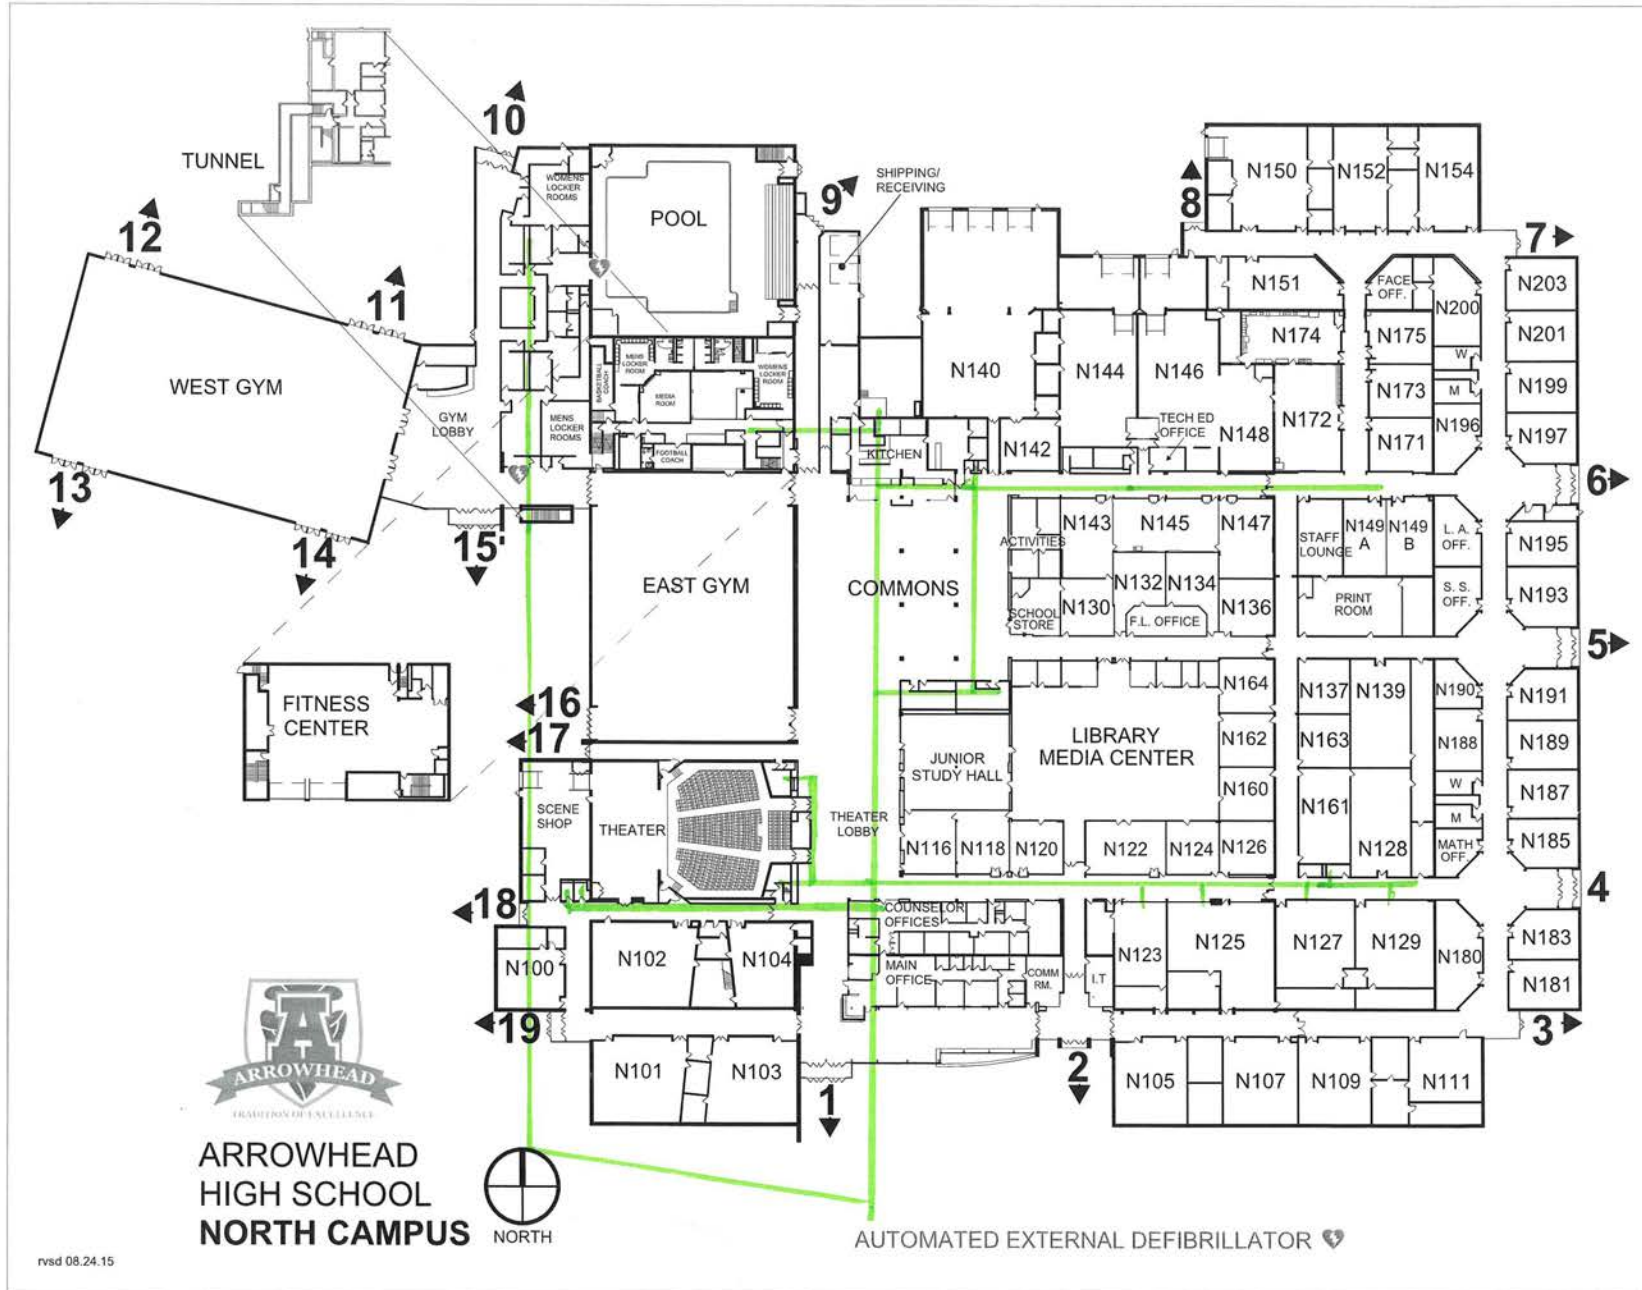 TUNNEL
10
WOMENS
LOCKER
ROOMS
POOL
9
SHIPPING/
RECEIVING
8
N150
N152
N154
7
12
11
WEST GYM
GYM
LOBBY
MENS
LOCKER
ROOMS
BASKETBALL
COACH
MENS
LOCKER
ROOM
MEDIA
ROOM
WOMENS
LOCKER
ROOM
FOOTBALL
COACH
KITCHEN
N140
N142
N144
N146
TECH ED
OFFICE
N148
N151
N174
N172
FACE
OFF.
N175
N173
N171
N200
W
M
N196
N203
N201
N199
N197
6
13
14
15
EAST GYM
COMMONS
ACTIVITIES
SCHOOL
STORE
N143
N145
N147
N132
N134
N130
F.L. OFFICE
N136
STAFF
LOUNGE
N149
A
N149
B
PRINT
ROOM
L. A.
OFF.
S. S.
OFF.
N195
N193
5
FITNESS
CENTER
16
17
SCENE
SHOP
THEATER
THEATER
LOBBY
JUNIOR
STUDY HALL
LIBRARY
MEDIA CENTER
N164
N162
N160
N126
N116
N118
N120
N122
N124
N137
N139
N163
N161
N128
N190
N188
W
M
MATH
OFF.
N191
N189
N187
N185
4
18
N100
19
N102
N104
COUNSELOR
OFFICES
MAIN
OFFICE
COMM
RM.
I.T
N123
N125
N127
N129
N180
N183
N181
3
N101
N103
1
2
N105
N107
N109
N111
A
ARROWHEAD
TRADITION OF EXCELLENCE
ARROWHEAD
HIGH SCHOOL
NORTH CAMPUS
NORTH
AUTOMATED EXTERNAL DEFIBRILLATOR
rvsd 08.24.15